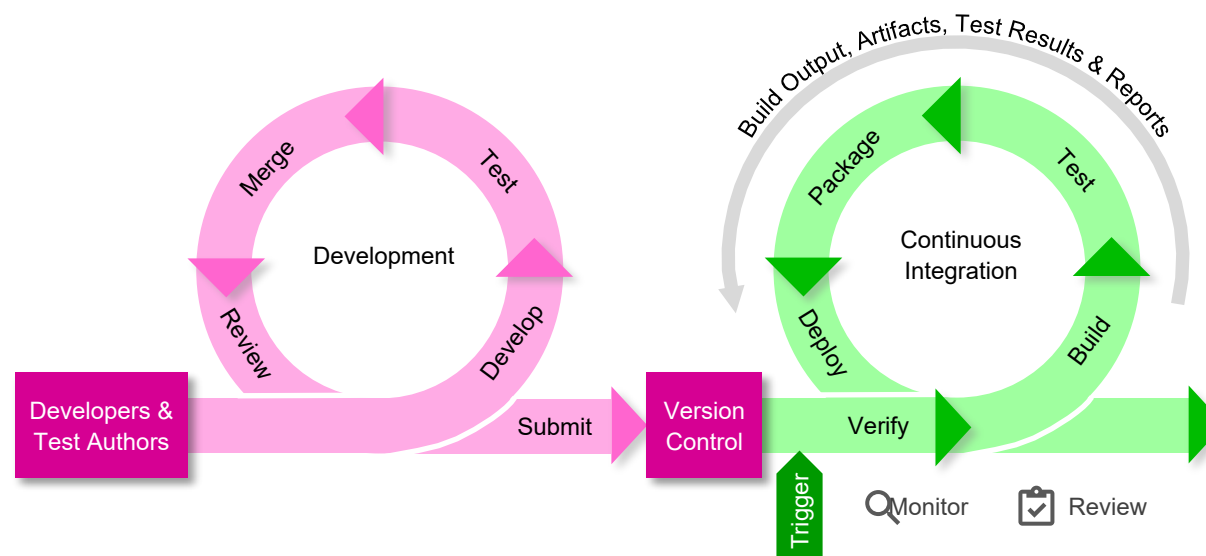 Build Output, Artifacts, Test Results & Reports
Merge
Test
Development
Review
Develop
Developers &
Test Authors
Submit
Package
Test
Continuous
Integration
Deploy
Build
Version
Control
Verify
Trigger
Monitor
Review